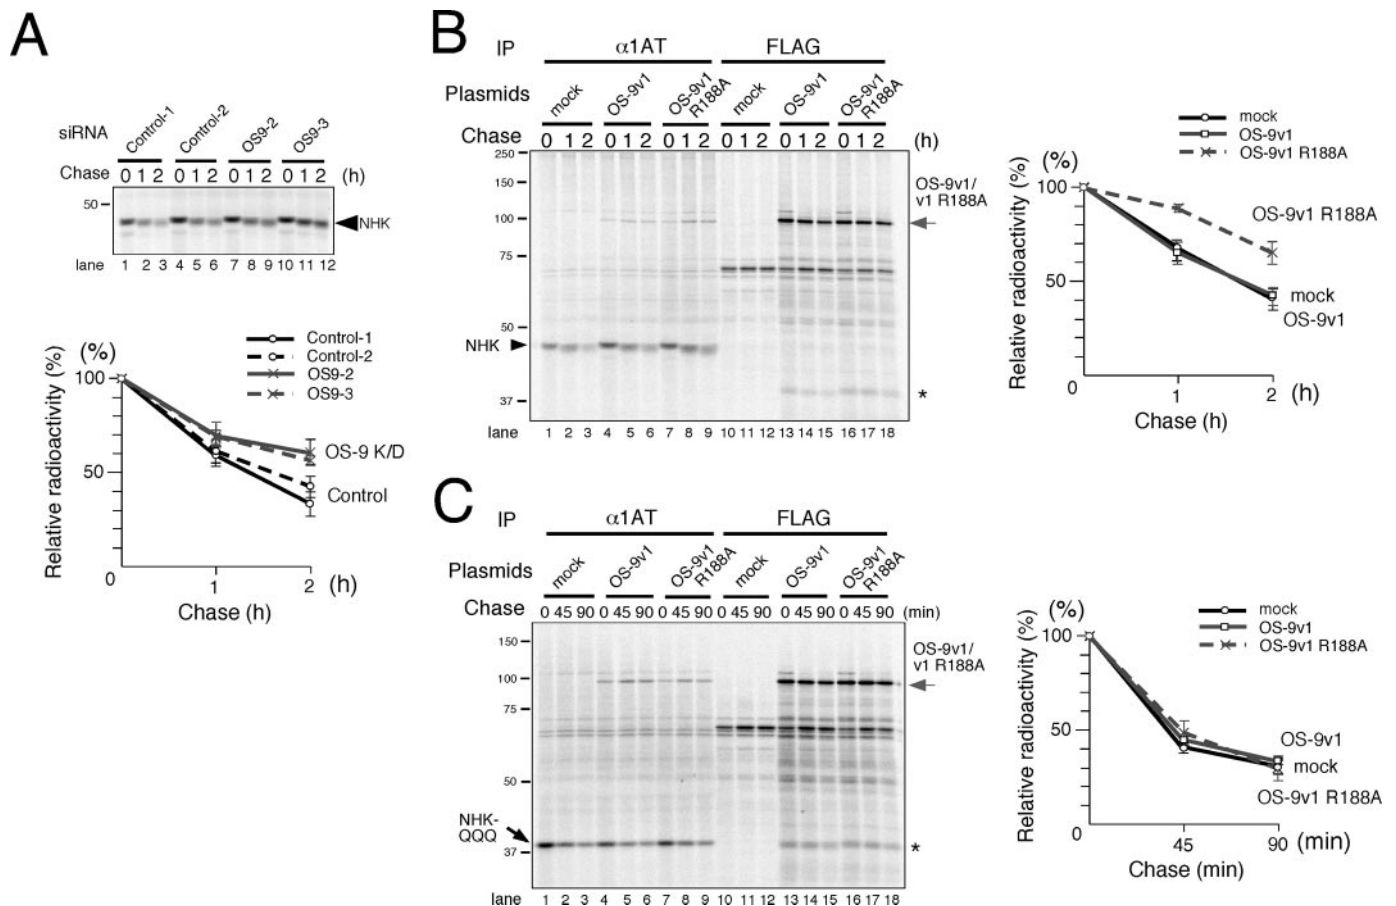 A
siRNA
Control-1 Control-2 OS9-2 OS9-3
Chase 0 1 2 0 1 2 0 1 2 0 1 2 (h)
50
NHK
lane 1 2 3 4 5 6 7 8 9 10 11 12
Control-1
Control-2
OS9-2
OS9-3
(%)
100
50
0
Relative radioactivity (%)
OS-9 K/D
Control
1 2 (h)
Chase (h)
B
IP α1AT FLAG
Plasmids mock OS-9v1 OS-9v1 R188A mock OS-9v1 OS-9v1 R188A
Chase 0 1 2 0 1 2 0 1 2 0 1 2 0 1 2 0 1 2 (h)
250
150
100
75
50
37
OS-9v1/
v1 R188A
NHK
*
lane 1 2 3 4 5 6 7 8 9 10 11 12 13 14 15 16 17 18
mock
OS-9v1
OS-9v1 R188A
(%)
100
50
0
Relative radioactivity (%)
OS-9v1 R188A
mock
OS-9v1
1 2 (h)
Chase (h)
C
IP α1AT FLAG
Plasmids mock OS-9v1 OS-9v1 R188A mock OS-9v1 OS-9v1 R188A
Chase 0 45 90 0 45 90 0 45 90 0 45 90 0 45 90 0 45 90 (min)
150
100
75
50
37
OS-9v1/
v1 R188A
NHK-
QQQ
*
lane 1 2 3 4 5 6 7 8 9 10 11 12 13 14 15 16 17 18
mock
OS-9v1
OS-9v1 R188A
(%)
100
50
0
Relative radioactivity (%)
OS-9v1
mock
OS-9v1 R188A
45 90 (min)
Chase (min)